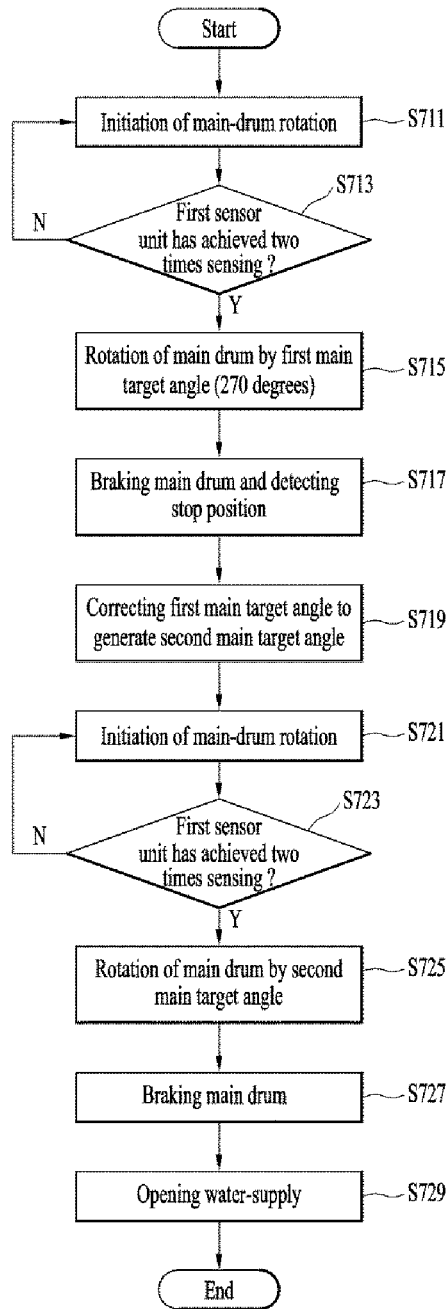 Start
Initiation of main-drum rotation
S711
S713
First sensor
unit has achieved two
times sensing ?
N
Y
Rotation of main drum by first main
target angle (270 degrees)
S715
Braking main drum and detecting
stop position
S717
Correcting first main target angle to
generate second main target angle
S719
Initiation of main-drum rotation
S721
S723
First sensor
unit has achieved two
times sensing ?
N
Y
Rotation of main drum by second
main target angle
S725
Braking main drum
S727
Opening water-supply
S729
End